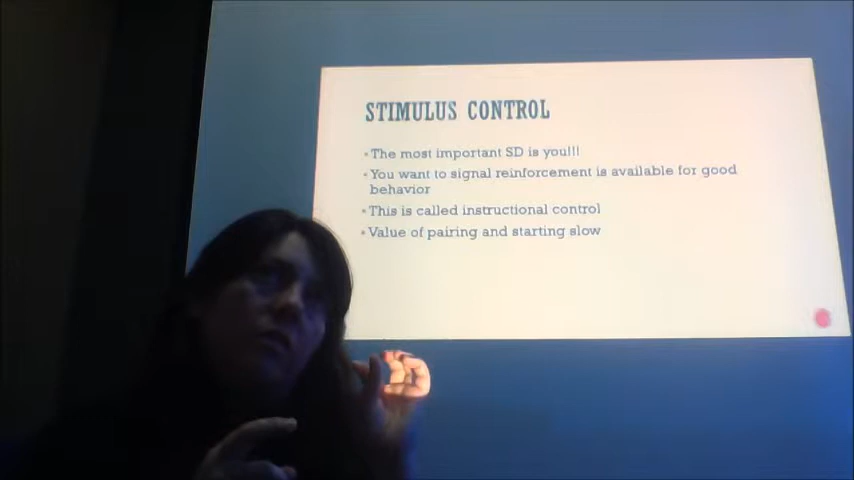 STIMULUS CONTROL
▪ The most important SD is you!!!
▪ You want to signal reinforcement is available for good
behavior
▪ This is called instructional control
▪ Value of pairing and starting slow